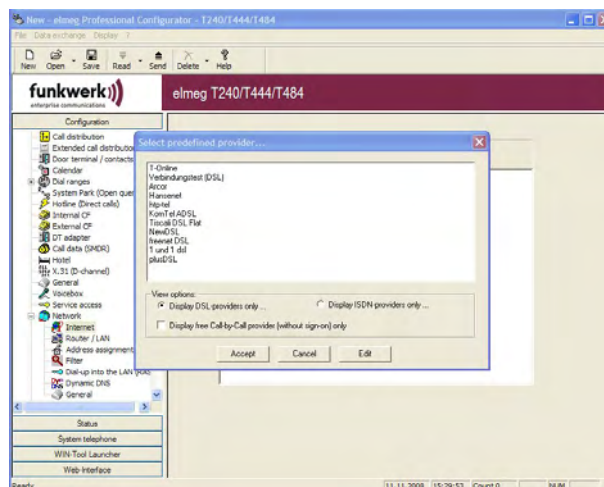 New - elmeg Professional Configurator - T240/T444/T484
File Data exchange Display ?
New Open Save Read Send Delete Help
funkwerk
enterprise communications
elmeg T240/T444/T484
Configuration
Call distribution
Extended call distributio
Door terminal / contacts
Calendar
Dial ranges
System Park (Open que
Hotline (Direct calls)
Internal CF
External CF
DT adapter
Call data (SMDR)
Hotel
X.31 (D-channel)
General
Voicebox
Service access
Network
Internet
Router / LAN
Address assignment
Filter
Dial-up into the LAN (RAS)
Dynamic DNS
General
Status
System telephone
WIN-Tool Launcher
Web Interface
Select predefined provider...
T-Online
Verbindungstest (DSL)
Arcor
Hansenet
htp-tel
KomTel ADSL
Tiscali DSL Flat
NewDSL
freenet DSL
1 und 1 dsl
plusDSL
View options:
Display DSL-providers only ...
Display ISDN-providers only ...
Display free Call-by-Call provider (without sign-on) only
Accept Cancel Edit
Ready 11.11.2008 15:29:53 Count 0 NUM